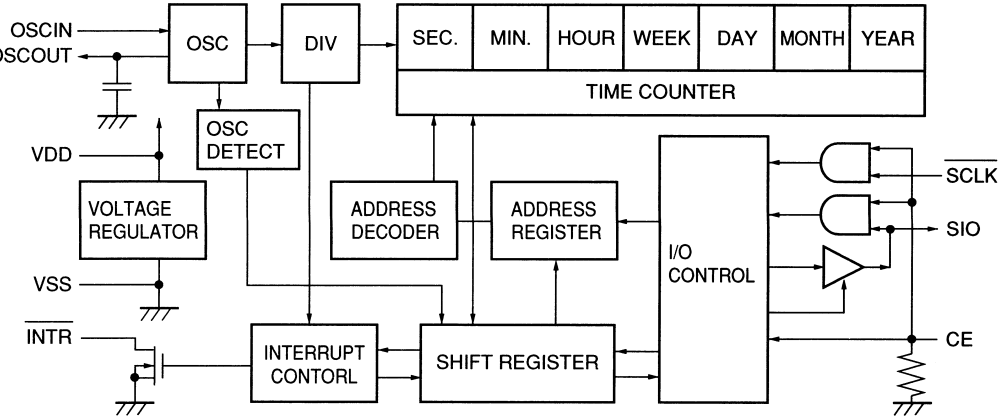 OSCIN
OSCOUT
OSC
DIV
SEC.
MIN.
HOUR
WEEK
DAY
MONTH
YEAR
TIME COUNTER
OSC
DETECT
VDD
VOLTAGE
REGULATOR
VSS
ADDRESS
DECODER
ADDRESS
REGISTER
I/O
CONTROL
SCLK
SIO
CE
INTR
INTERRUPT
CONTORL
SHIFT REGISTER